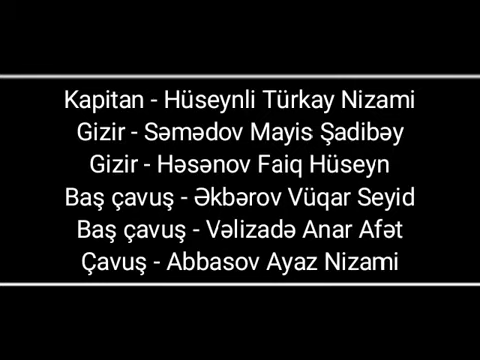 Kapitan - Hüseynli Türkay Nizami
Gizir - Səmədov Mayis Şadibəy
Gizir - Həsənov Faiq Hüseyn
Baş çavuş - Əkbərov Vüqar Seyid
Baş çavuş - Vəlizadə Anar Afət
Çavuş - Abbasov Ayaz Nizami